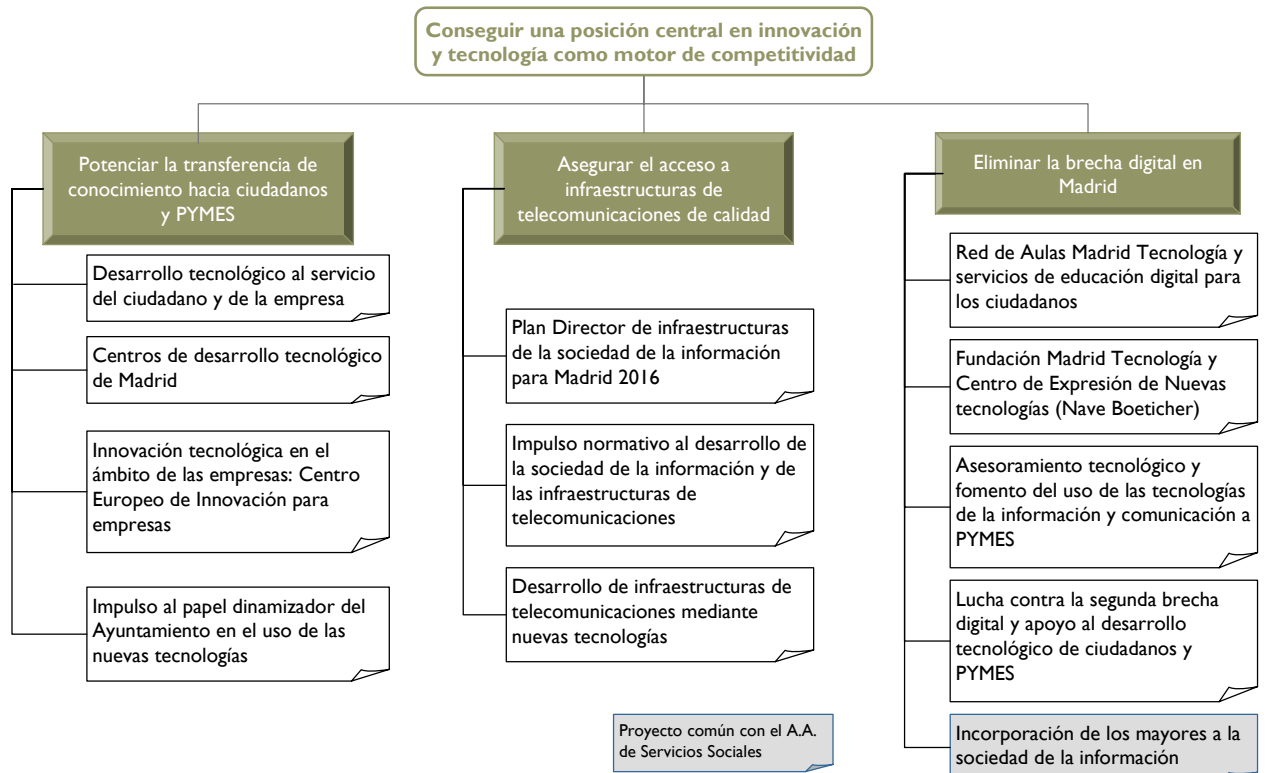 Conseguir una posición central en innovación
y tecnología como motor de competitividad
Potenciar la transferencia de
conocimiento hacia ciudadanos
y PYMES
Desarrollo tecnológico al servicio
del ciudadano y de la empresa
Centros de desarrollo tecnológico
de Madrid
Innovación tecnológica en el
ámbito de las empresas: Centro
Europeo de Innovación para
empresas
Impulso al papel dinamizador del
Ayuntamiento en el uso de las
nuevas tecnologías
Asegurar el acceso a
infraestructuras de
telecomunicaciones de calidad
Plan Director de infraestructuras
de la sociedad de la información
para Madrid 2016
Impulso normativo al desarrollo de
la sociedad de la información y de
las infraestructuras de
telecomunicaciones
Desarrollo de infraestructuras de
telecomunicaciones mediante
nuevas tecnologías
Eliminar la brecha digital en
Madrid
Red de Aulas Madrid Tecnología y
servicios de educación digital para
los ciudadanos
Fundación Madrid Tecnología y
Centro de Expresión de Nuevas
tecnologías (Nave Boeticher)
Asesoramiento tecnológico y
fomento del uso de las tecnologías
de la información y comunicación a
PYMES
Lucha contra la segunda brecha
digital y apoyo al desarrollo
tecnológico de ciudadanos y
PYMES
Incorporación de los mayores a la
sociedad de la información
Proyecto común con el A.A.
de Servicios Sociales